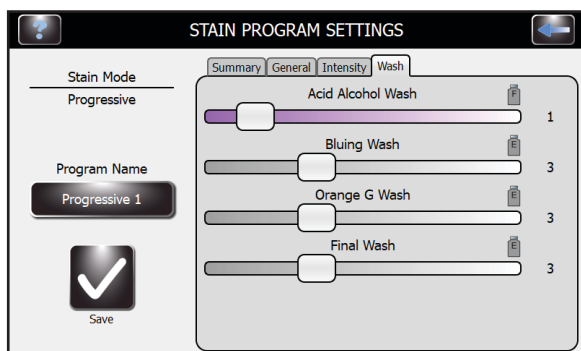 ?
STAIN PROGRAM SETTINGS
Stain Mode
Progressive
Program Name
Progressive 1
Save
Summary General Intensity Wash
Acid Alcohol Wash F
1
Bluing Wash E
3
Orange G Wash E
3
Final Wash E
3